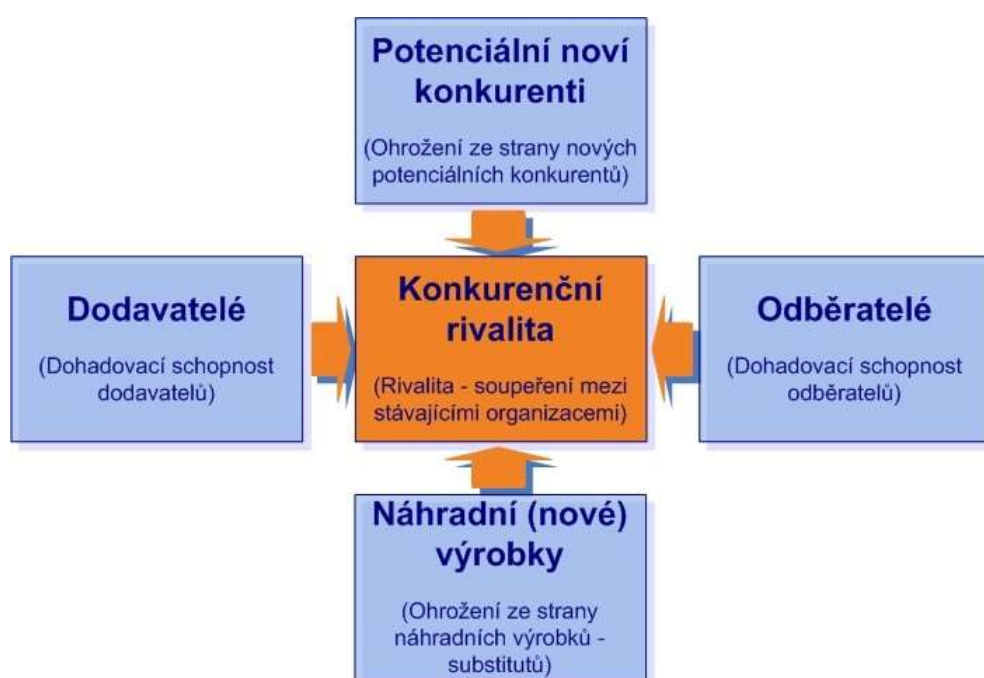 Potenciální noví
konkurenti
(Ohrožení ze strany nových
potenciálních konkurentů)
Dodavatelé
(Dohadovací schopnost
dodavatelů)
Konkurenční
rivalita
(Rivalita - soupeření mezi
stávajícími organizacemi)
Odběratelé
(Dohadovací schopnost
odběratelů)
Náhradní (nové)
výrobky
(Ohrožení ze strany
náhradních výrobků -
substitutů)